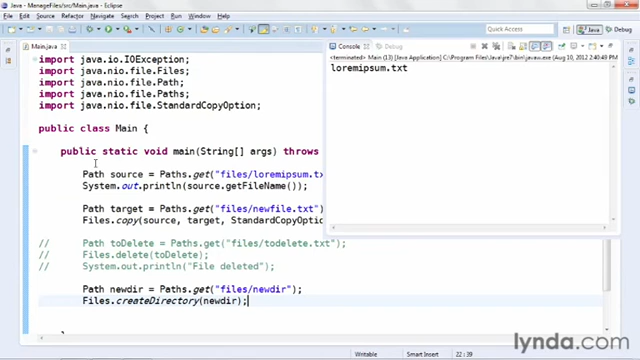 Java - ManageFiles/src/Main.java - Eclipse
File Edit Source Refactor Navigate Search Project Run Window Help
Java
Debug
Main.java
import java.io.IOException;
import java.nio.file.Files;
import java.nio.file.Path;
import java.nio.file.Paths;
import java.nio.file.StandardCopyOption;
public class Main {
public static void main(String[] args) throws
Path source = Paths.get("files/loremipsum.tx
System.out.println(source.getFileName());
Path target = Paths.get("files/newfile.txt")
Files.copy(source, target, StandardCopyOption
// Path toDelete = Paths.get("files/todelete.txt");
// Files.delete(toDelete);
// System.out.println("File deleted");
Path newdir = Paths.get("files/newdir");
Files.createDirectory(newdir);
}
Console
Debug
<terminated> Main (13) [Java Application] C:\Program Files\Java\jre7\bin\javaw.exe (Aug 10, 2012 2:40:49 PM)
loremipsum.txt
Writable
Smart Insert
22 : 39
lynda.com